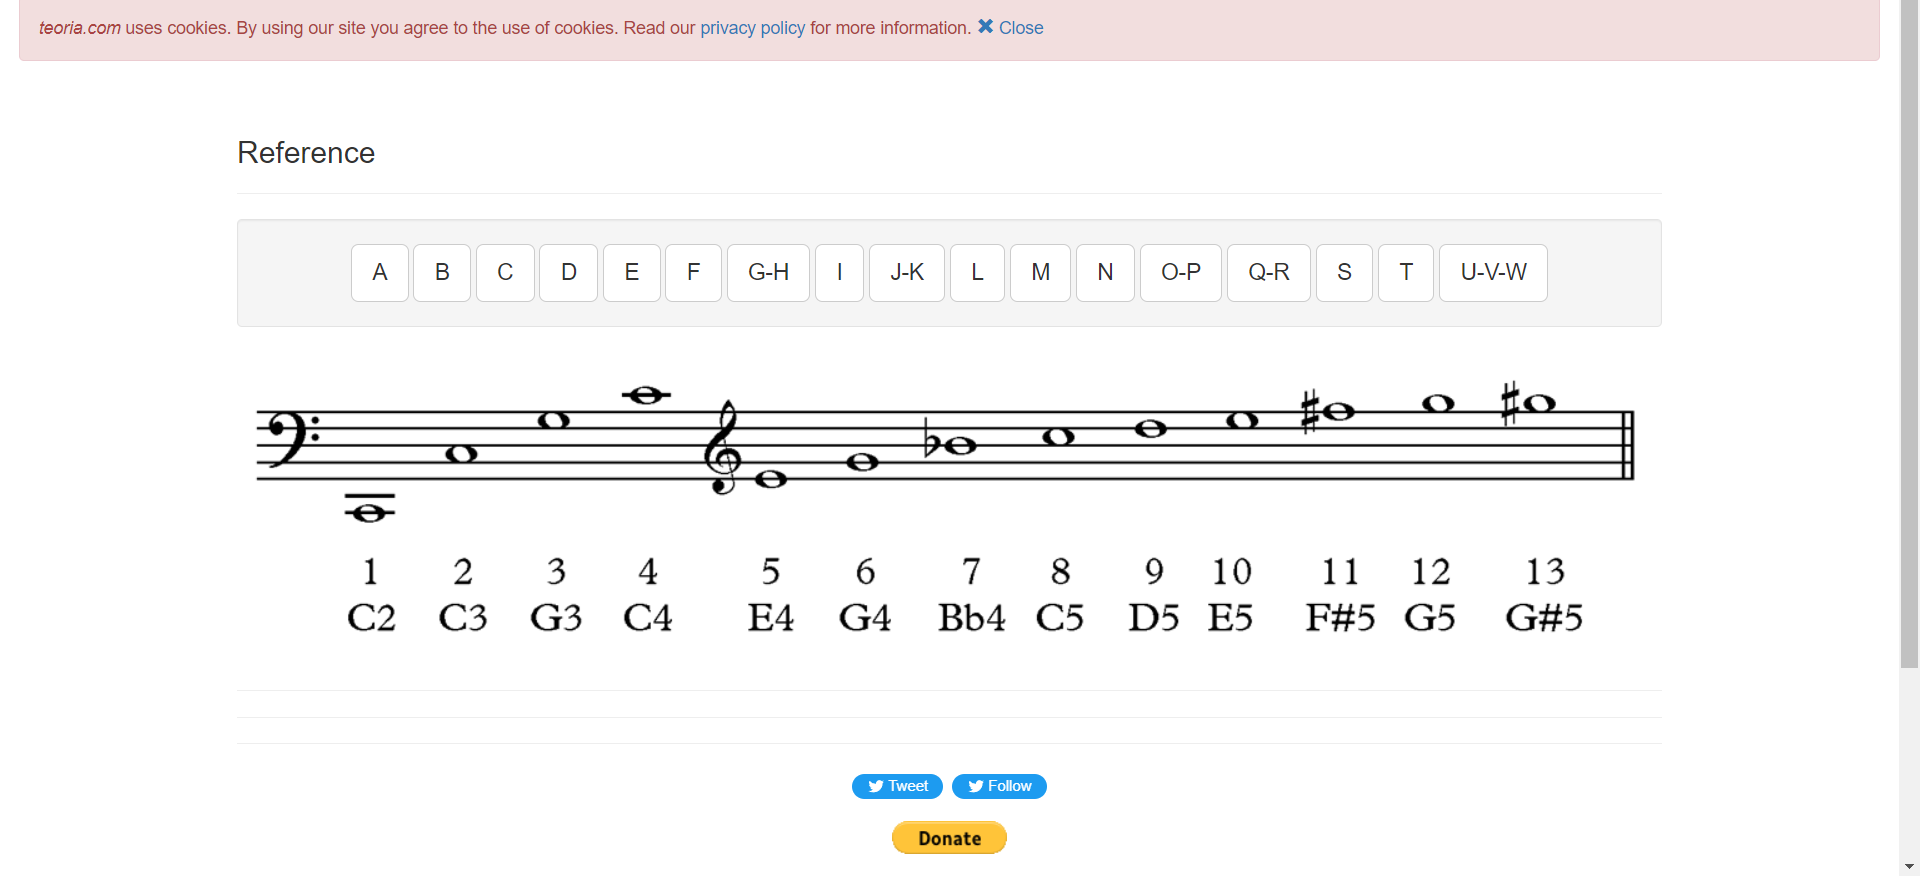 teoria.com uses cookies. By using our site you agree to the use of cookies. Read our privacy policy for more information. ✖ Close
Reference
A B C D E F G-H I J-K L M N O-P Q-R S T U-V-W
1 2 3 4 5 6 7 8 9 10 11 12 13
C2 C3 G3 C4 E4 G4 Bb4 C5 D5 E5 F#5 G5 G#5
Tweet Follow
Donate